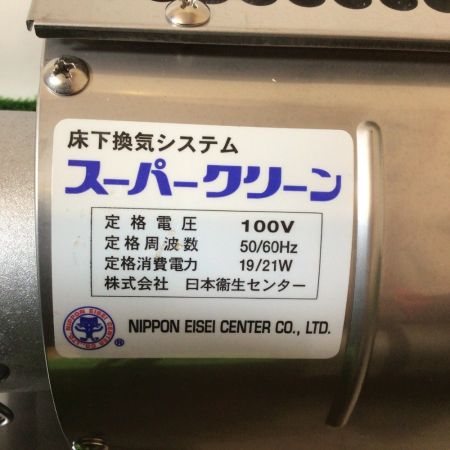 床下換気システム
スーパークリーン
定格電圧 100V
定格周波数 50/60Hz
定格消費電力 19/21W
株式会社 日本衞生センター
NIPPON EISEI CENTER CO., LTD.
®